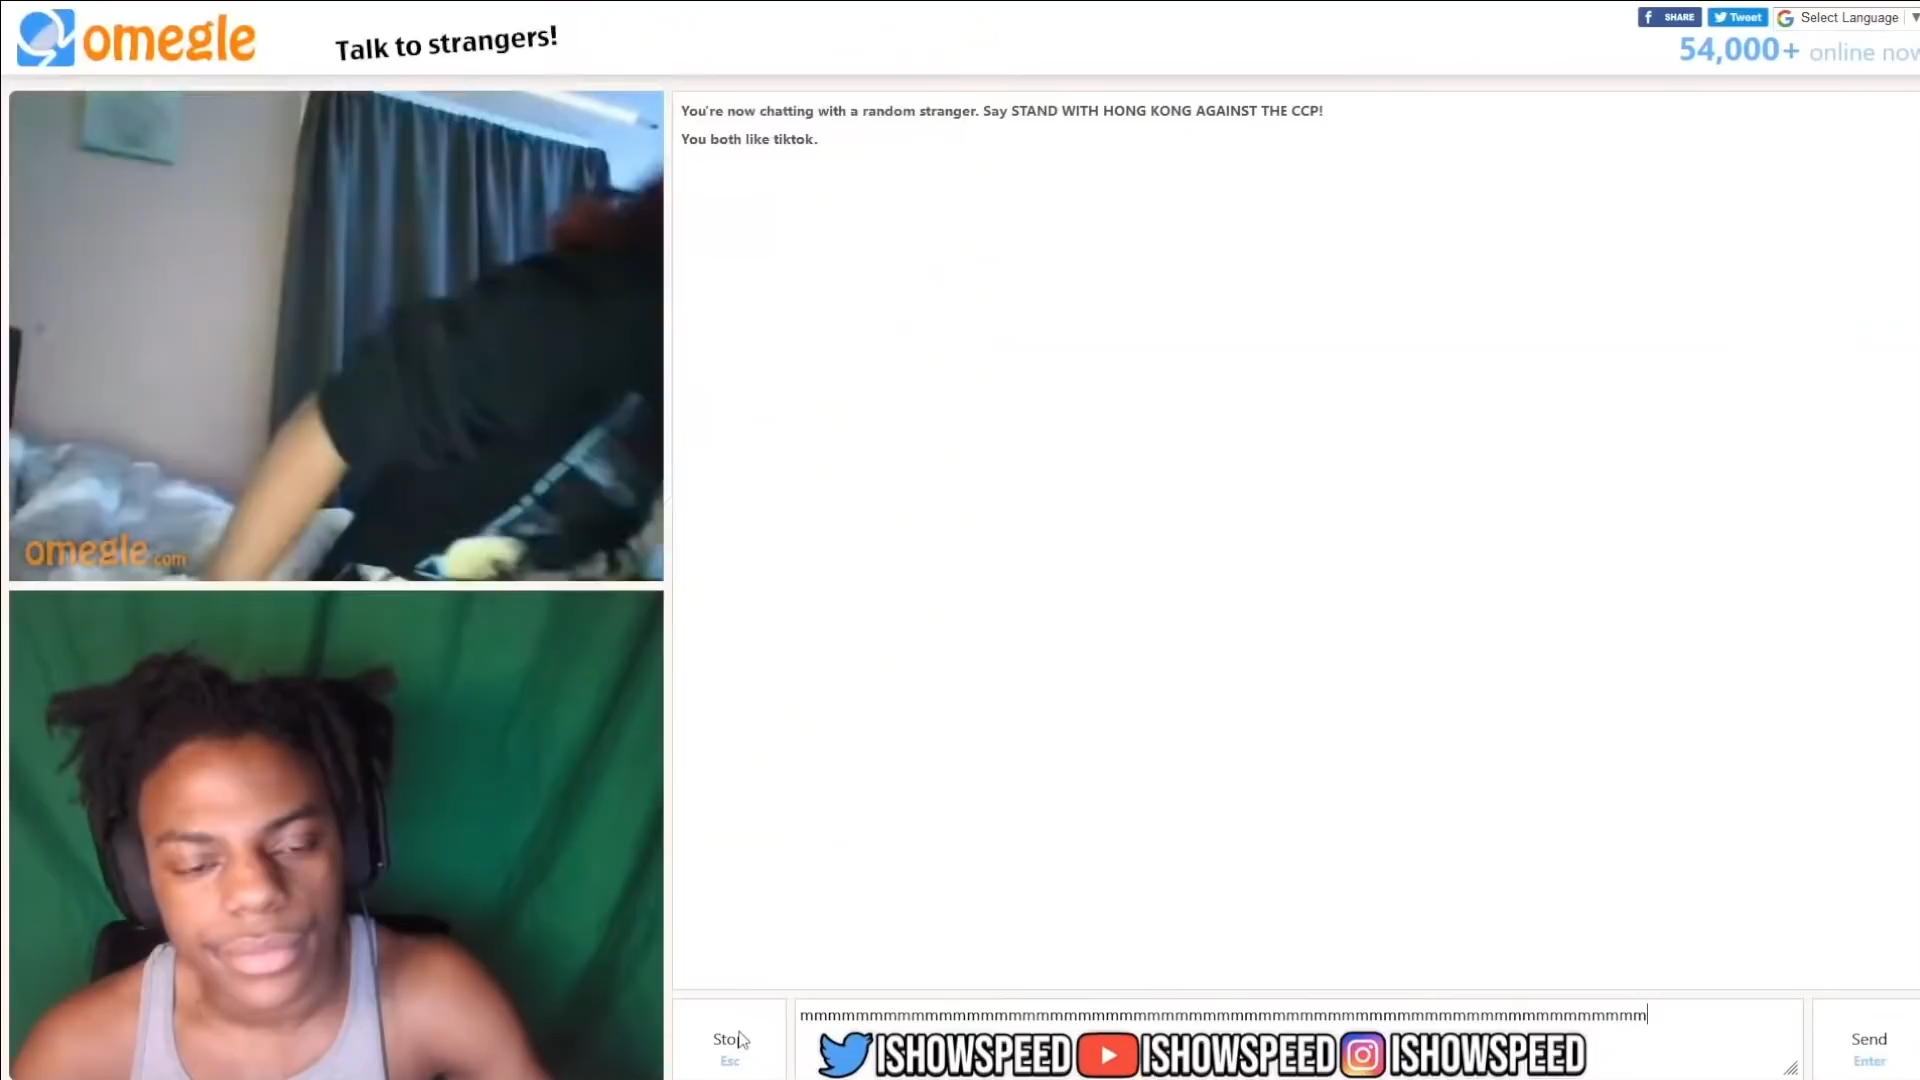 omegle
Talk to strangers!
SHARE
Tweet
Select Language
54,000+ online now
You're now chatting with a random stranger. Say STAND WITH HONG KONG AGAINST THE CCP!
You both like tiktok.
omegle.com
mmmmmmmmmmmmmmmmmmmmmmmmmmmmmmmmmmmmmmmmmmmmmmmmmmmmmmmmmmmmm
Stop
Esc
ISHOWSPEED ISHOWSPEED ISHOWSPEED
Send
Enter